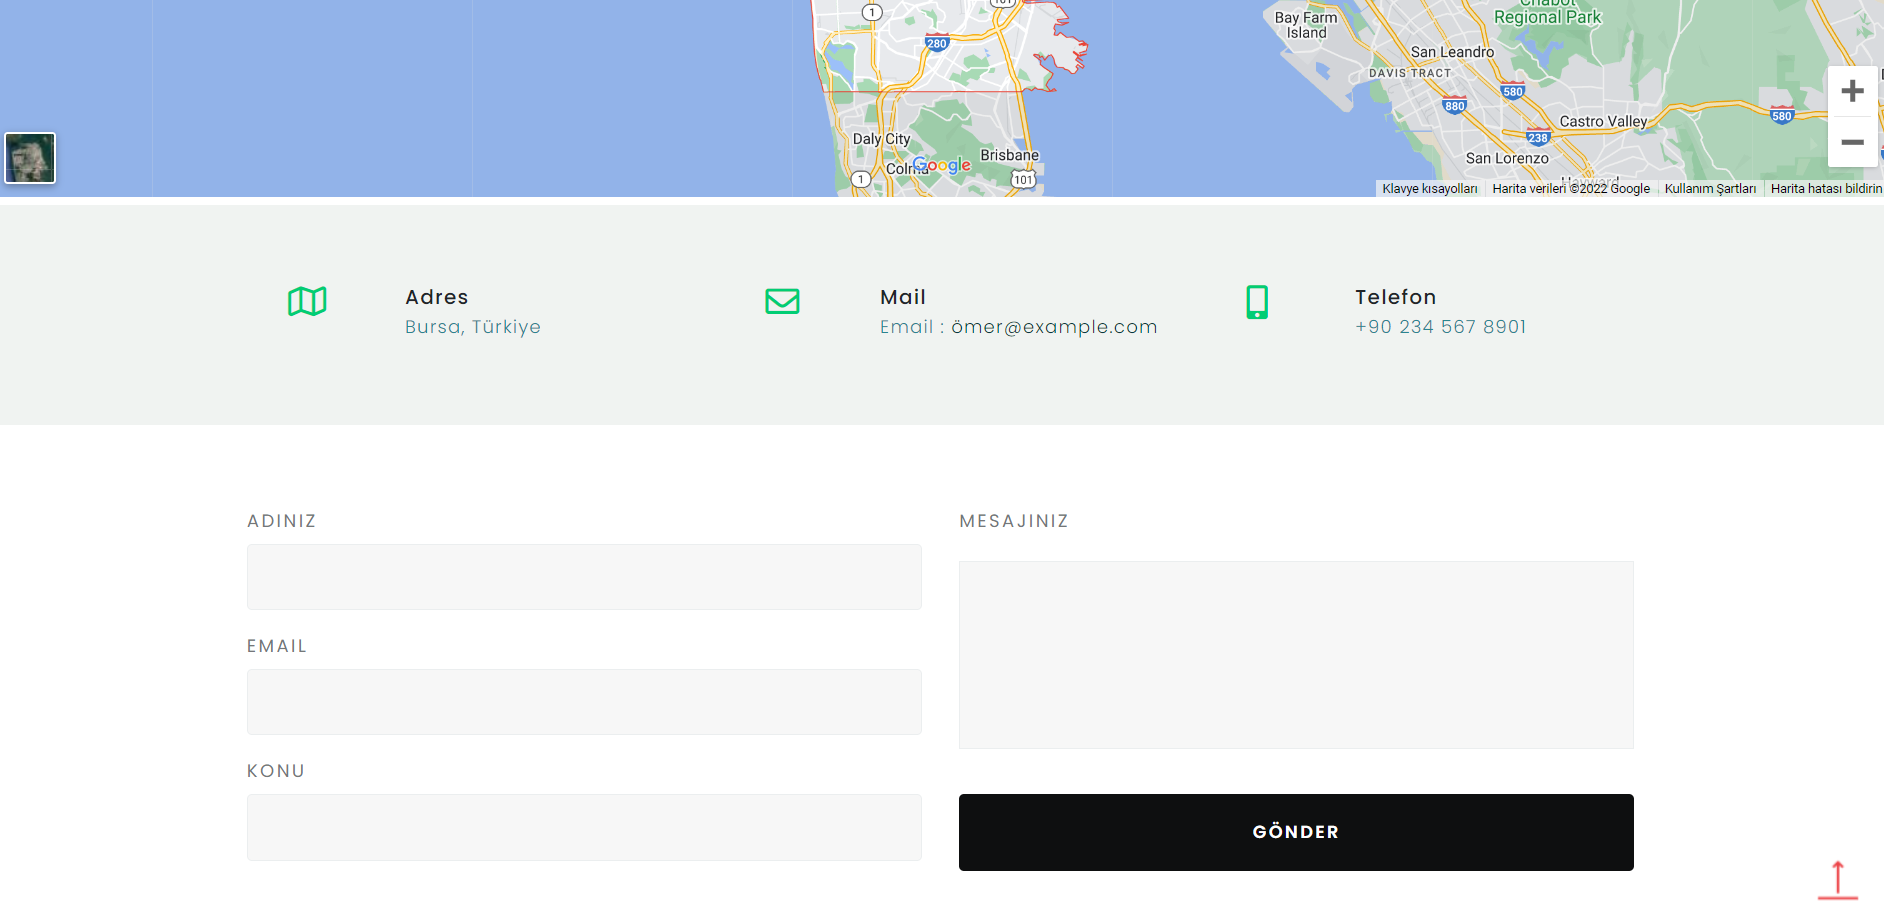 1
101
Chabot
Regional Park
Bay Farm
Island
280
San Leandro
DAVIS TRACT
580
880
580
Castro Valley
238
Daly City
Brisbane
San Lorenzo
Colma
Google
1
101
Hayward
Klavye kısayolları
Harita verileri ©2022 Google
Kullanım Şartları
Harita hatası bildirin
Adres
Bursa, Türkiye
Mail
Email : ömer@example.com
Telefon
+90 234 567 8901
ADINIZ
MESAJINIZ
EMAIL
KONU
GÖNDER